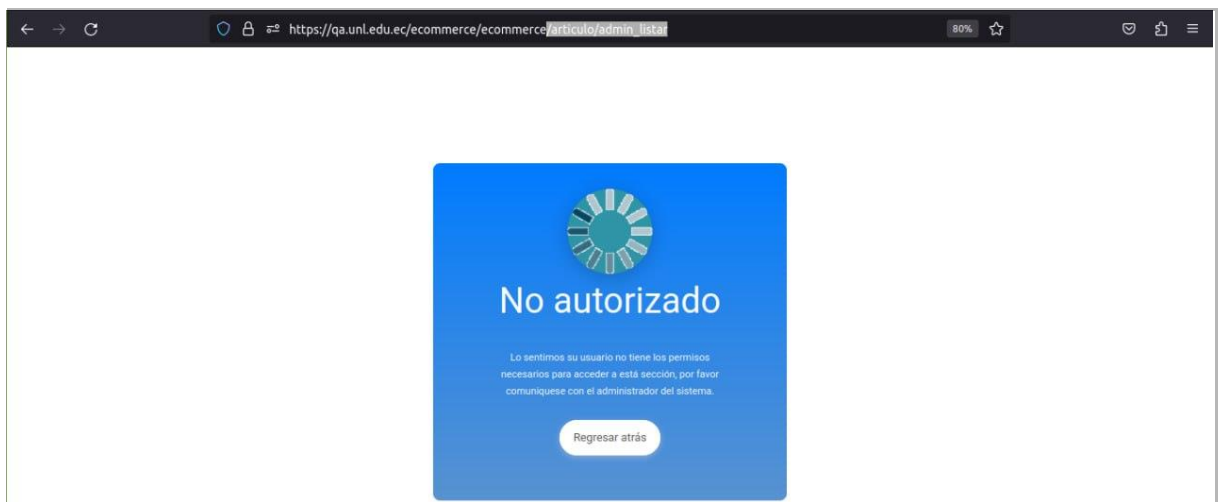 https://qa.unl.edu.ec/ecommerce/ecommerce/articulo/admin_listar
80%
No autorizado
Lo sentimos su usuario no tiene los permisos
necesarios para acceder a está sección, por favor
comuniquese con el administrador del sistema.
Regresar atrás